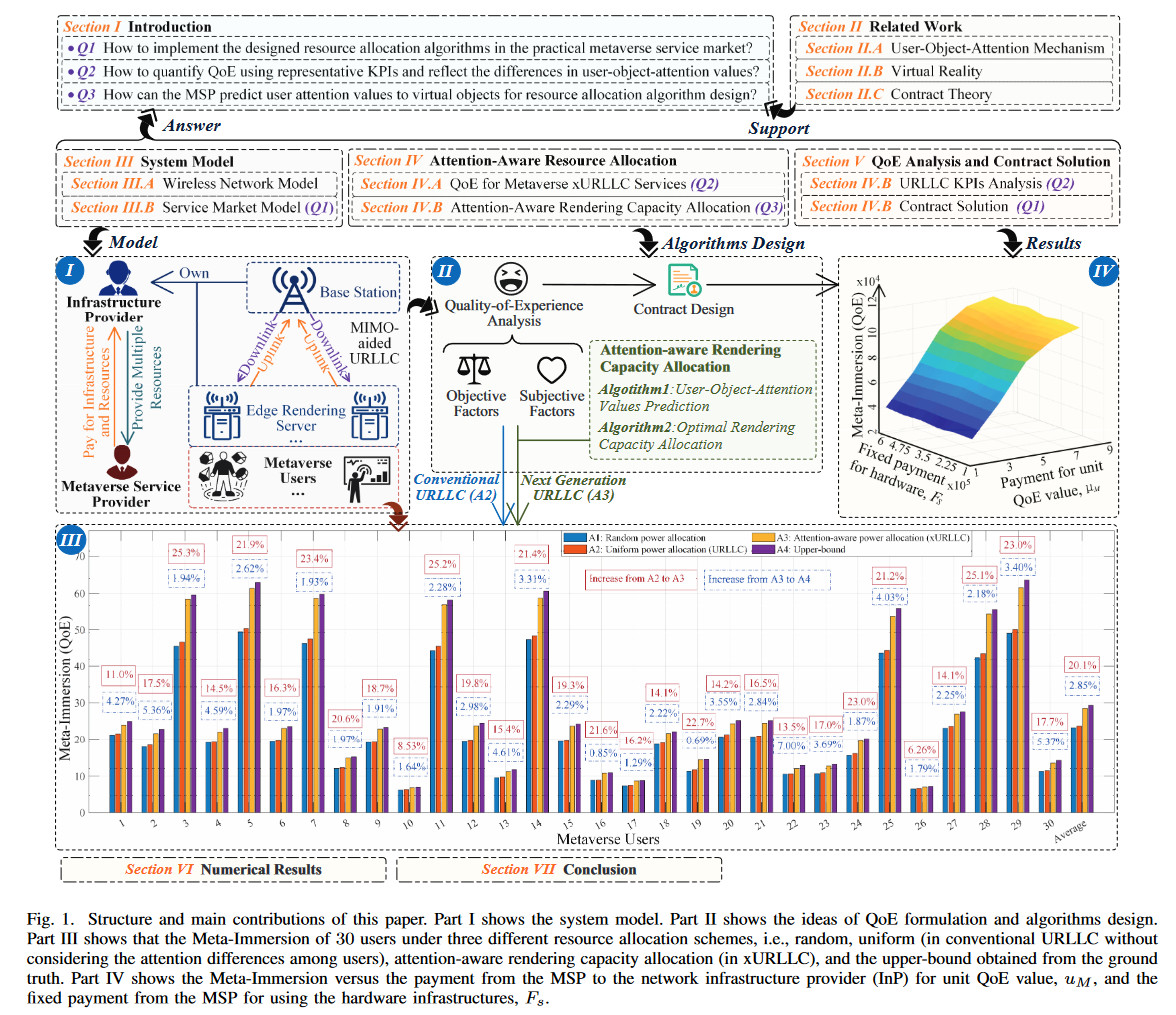 Section I Introduction
• Q1 How to implement the designed resource allocation algorithms in the practical metaverse service market?
• Q2 How to quantify QoE using representative KPIs and reflect the differences in user-object-attention values?
• Q3 How can the MSP predict user attention values to virtual objects for resource allocation algorithm design?
Section II Related Work
Section II.A User-Object-Attention Mechanism
Section II.B Virtual Reality
Section II.C Contract Theory
Answer
Support
Section III System Model
Section III.A Wireless Network Model
Section III.B Service Market Model (Q1)
Section IV Attention-Aware Resource Allocation
Section IV.A QoE for Metaverse xURLLC Services (Q2)
Section IV.B Attention-Aware Rendering Capacity Allocation (Q3)
Section V QoE Analysis and Contract Solution
Section IV.B URLLC KPIs Analysis (Q2)
Section IV.B Contract Solution (Q1)
Model
Algorithms Design
Results
I
Infrastructure
Provider
Own
Base Station
MIMO-
aided
URLLC
Downlink
Uplink
Uplink
Downlink
Pay for Infrastructure
and Resources
Provide Multiple
Resources
Edge Rendering
Server
...
Metaverse Service
Provider
Metaverse
Users
...
II
Quality-of-Experience
Analysis
Contract Design
Objective
Factors
Subjective
Factors
Attention-aware Rendering
Capacity Allocation
Algotithm1:User-Object-Attention
Values Prediction
Algorithm2:Optimal Rendering
Capacity Allocation
Conventional
URLLC (A2)
Next Generation
URLLC (A3)
IV
x10⁴
Meta-Immersion (QoE)
12
10
8
6
4
2
6 4.75 3.5 2.25 1
x10⁵
Fixed payment
for hardware, Fₛ
1 3 5 7 9
Payment for unit
QoE value, μ_M
III
A1: Random power allocation
A2: Uniform power allocation (URLLC)
A3: Attention-aware power allocation (xURLLC)
A4: Upper-bound
Increase from A2 to A3
Increase from A3 to A4
Meta-Immersion (QoE)
70
60
50
40
30
20
10
0
11.0%
4.27%
17.5%
5.36%
25.3%
1.94%
14.5%
4.59%
21.9%
2.62%
16.3%
1.97%
23.4%
1.93%
20.6%
1.97%
18.7%
1.91%
8.53%
1.64%
25.2%
2.28%
19.8%
2.98%
15.4%
4.61%
21.4%
3.31%
19.3%
2.29%
21.6%
0.85%
16.2%
1.29%
14.1%
2.22%
22.7%
0.69%
14.2%
3.55%
16.5%
2.84%
13.5%
7.00%
17.0%
3.69%
23.0%
1.87%
21.2%
4.03%
6.26%
1.79%
14.1%
2.25%
25.1%
2.18%
23.0%
3.40%
17.7%
5.37%
20.1%
2.85%
1 2 3 4 5 6 7 8 9 10 11 12 13 14 15 16 17 18 19 20 21 22 23 24 25 26 27 28 29 30 Average
Metaverse Users
Section VI Numerical Results
Section VII Conclusion
Fig. 1. Structure and main contributions of this paper. Part I shows the system model. Part II shows the ideas of QoE formulation and algorithms design.
Part III shows that the Meta-Immersion of 30 users under three different resource allocation schemes, i.e., random, uniform (in conventional URLLC without
considering the attention differences among users), attention-aware rendering capacity allocation (in xURLLC), and the upper-bound obtained from the ground
truth. Part IV shows the Meta-Immersion versus the payment from the MSP to the network infrastructure provider (InP) for unit QoE value, u_M, and the
fixed payment from the MSP for using the hardware infrastructures, F_s.